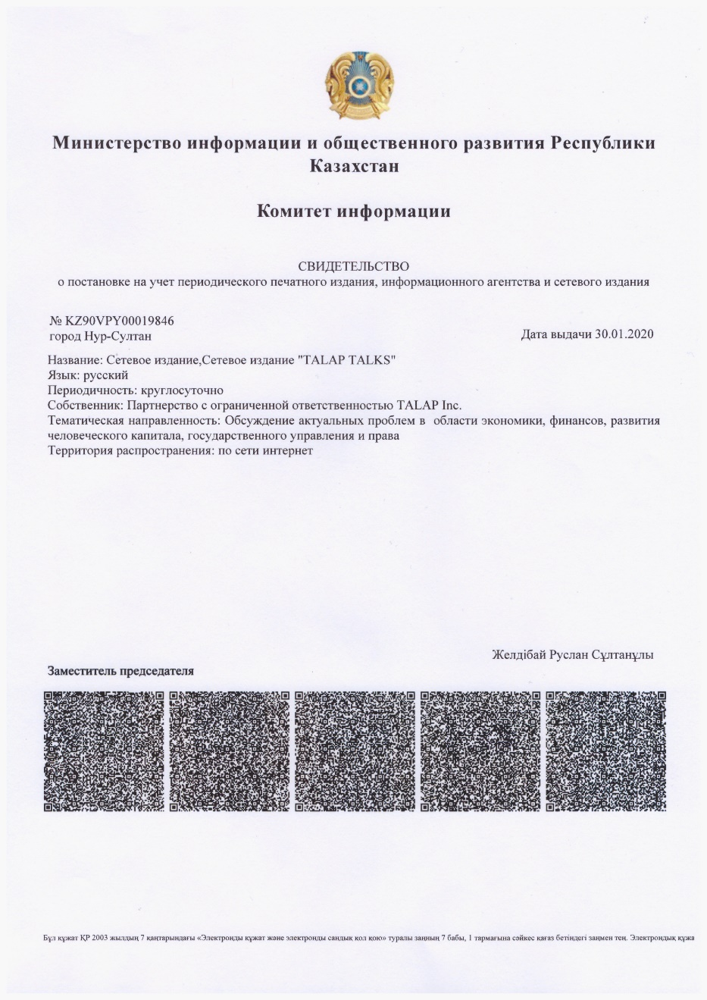 Министерство информации и общественного развития Республики
Казахстан
Комитет информации
СВИДЕТЕЛЬСТВО
о постановке на учет периодического печатного издания, информационного агентства и сетевого издания
№ KZ90VPY00019846
город Нур-Султан
Дата выдачи 30.01.2020
Название: Сетевое издание,Сетевое издание "TALAP TALKS"
Язык: русский
Периодичность: круглосуточно
Собственник: Партнерство с ограниченной ответственностью TALAP Inc.
Тематическая направленность: Обсуждение актуальных проблем в области экономики, финансов, развития
человеческого капитала, государственного управления и права
Территория распространения: по сети интернет
Желдібай Руслан Сұлтанұлы
Заместитель председателя
Бұл құжат ҚР 2003 жылдың 7 қаңтарындағы «Электронды құжат және электронды сандық қол қою» туралы заңның 7 бабы, 1 тармағына сәйкес қағаз бетіндегі заңмен тең. Электрондық құжа